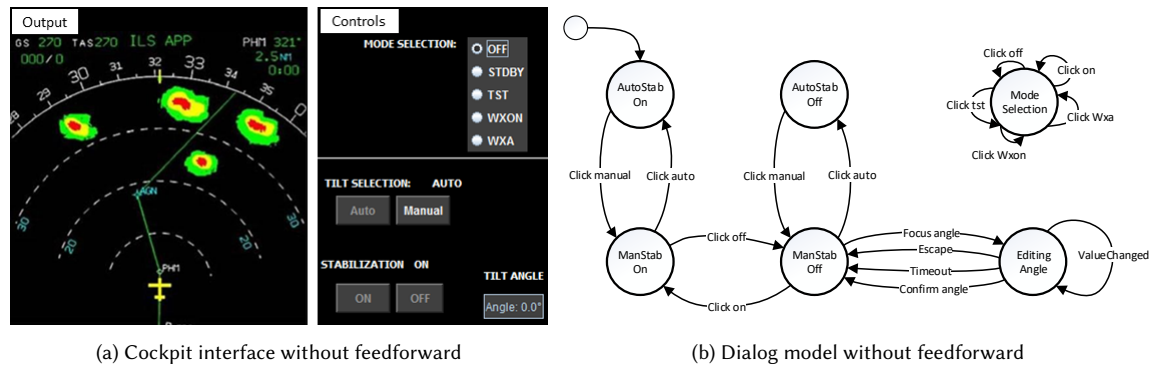 Output
GS 270 TAS270 ILS APP PHM 321°
000/0 2.5NM
0:00
28 29 30 31 32 33 34 35 0
AGN
30 20 20 30
PHM
Controls
MODE SELECTION:
OFF
STDBY
TST
WXON
WXA
TILT SELECTION: AUTO
Auto Manual
STABILIZATION ON
ON OFF
TILT ANGLE
Angle: 0.0°
(a) Cockpit interface without feedforward
AutoStab
On
AutoStab
Off
Mode
Selection
Click off
Click on
Click tst
Click Wxa
Click Wxon
Click manual
Click auto
Click manual
Click auto
ManStab
On
Click off
Click on
ManStab
Off
Focus angle
Escape
Timeout
Confirm angle
Editing
Angle
ValueChanged
(b) Dialog model without feedforward